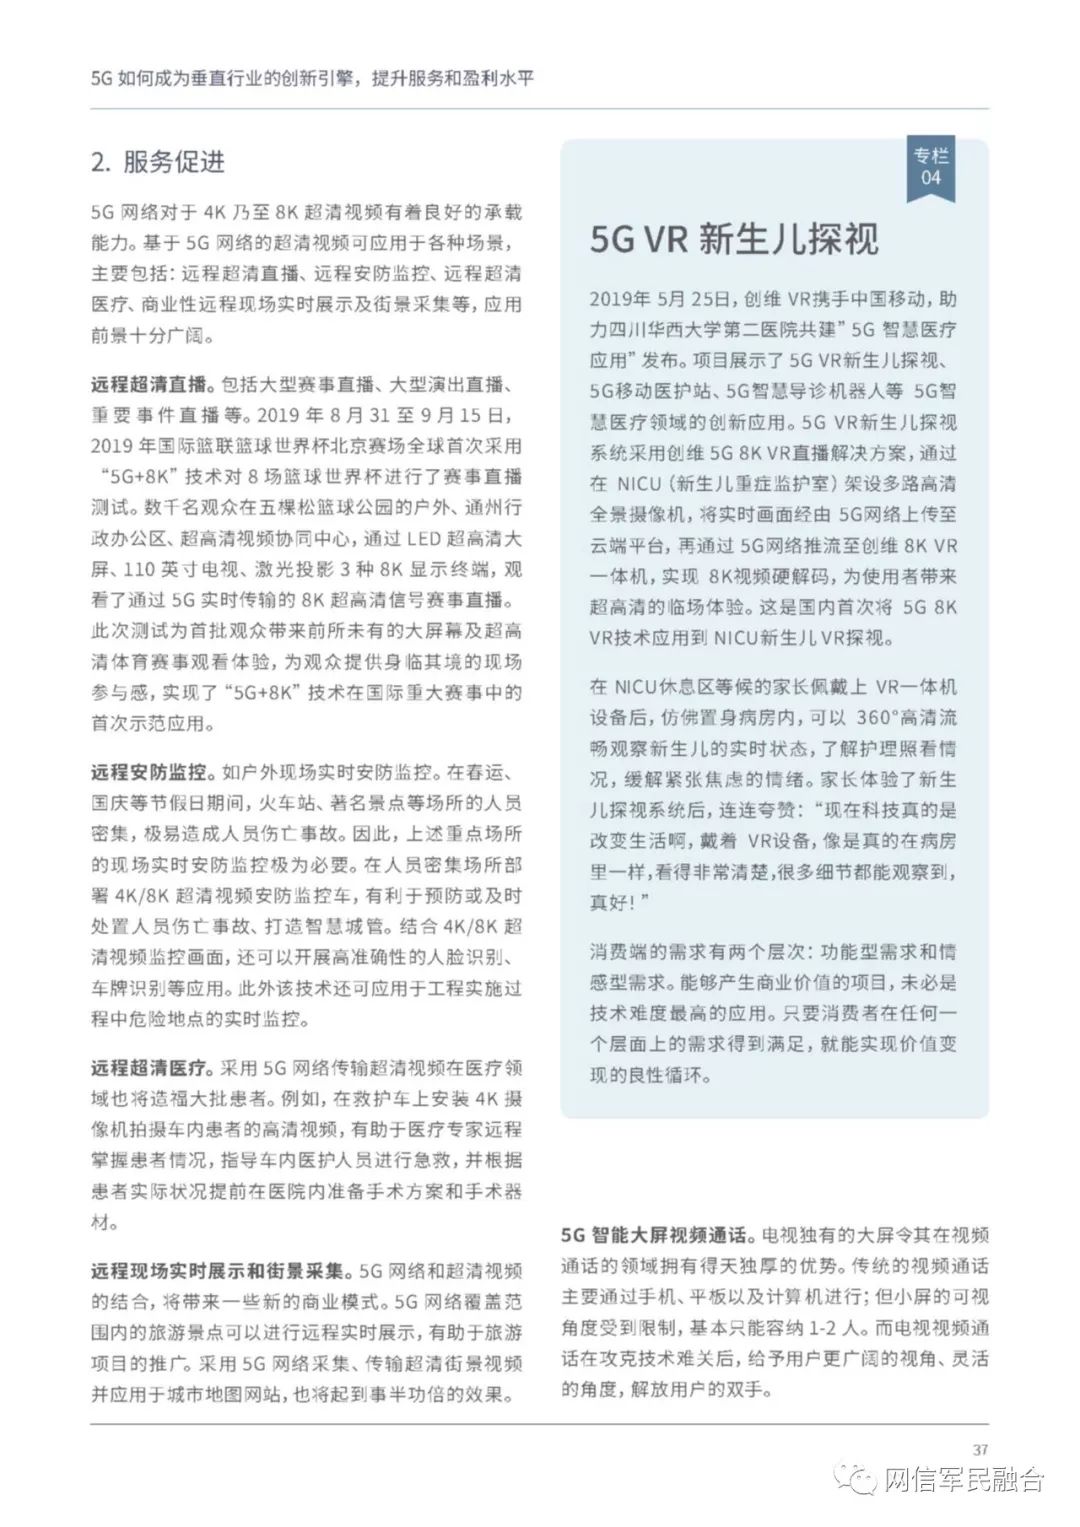 5G 如何成为垂直行业的创新引擎，提升服务和盈利水平
2. 服务促进
5G 网络对于 4K 乃至 8K 超清视频有着良好的承载
能力。基于 5G 网络的超清视频可应用于各种场景，
主要包括：远程超清直播、远程安防监控、远程超清
医疗、商业性远程现场实时展示及街景采集等，应用
前景十分广阔。
远程超清直播。包括大型赛事直播、大型演出直播、
重要事件直播等。2019 年 8 月 31 至 9 月 15 日，
2019 年国际篮联篮球世界杯北京赛场全球首次采用
“5G+8K” 技术对 8 场篮球世界杯进行了赛事直播
测试。数千名观众在五棵松篮球公园的户外、通州行
政办公区、超高清视频协同中心，通过 LED 超高清大
屏、110 英寸电视、激光投影 3 种 8K 显示终端，观
看了通过 5G 实时传输的 8K 超高清信号赛事直播。
此次测试为首批观众带来前所未有的大屏幕及超高
清体育赛事观看体验，为观众提供身临其境的现场
参与感，实现了 “5G+8K” 技术在国际重大赛事中的
首次示范应用。
远程安防监控。如户外现场实时安防监控。在春运、
国庆等节假日期间，火车站、著名景点等场所的人员
密集，极易造成人员伤亡事故。因此，上述重点场所
的现场实时安防监控极为必要。在人员密集场所部
署 4K/8K 超清视频安防监控车，有利于预防或及时
处置人员伤亡事故、打造智慧城管。结合 4K/8K 超
清视频监控画面，还可以开展高准确性的人脸识别、
车牌识别等应用。此外该技术还可应用于工程实施过
程中危险地点的实时监控。
远程超清医疗。采用 5G 网络传输超清视频在医疗领
域也将造福大批患者。例如，在救护车上安装 4K 摄
像机拍摄车内患者的高清视频，有助于医疗专家远程
掌握患者情况，指导车内医护人员进行急救，并根据
患者实际状况提前在医院内准备手术方案和手术器
材。
远程现场实时展示和街景采集。5G 网络和超清视频
的结合，将带来一些新的商业模式。5G 网络覆盖范
围内的旅游景点可以进行远程实时展示，有助于旅游
项目的推广。采用 5G 网络采集、传输超清街景视频
并应用于城市地图网站，也将起到事半功倍的效果。
专栏
04
5G VR 新生儿探视
2019年 5月 25日，创维 VR携手中国移动，助
力四川华西大学第二医院共建” 5G 智慧医疗
应用” 发布。项目展示了 5G VR新生儿探视、
5G移动医护站、5G智慧导诊机器人等 5G智
慧医疗领域的创新应用。5G VR新生儿探视
系统采用创维 5G 8K VR直播解决方案，通过
在 NICU（新生儿重症监护室）架设多路高清
全景摄像机，将实时画面经由 5G网络上传至
云端平台，再通过 5G网络推流至创维 8K VR
一体机，实现 8K视频硬解码，为使用者带来
超高清的临场体验。这是国内首次将 5G 8K
VR技术应用到 NICU新生儿 VR探视。
在 NICU休息区等候的家长佩戴上 VR一体机
设备后，仿佛置身病房内，可以 360°高清流
畅观察新生儿的实时状态，了解护理照看情
况，缓解紧张焦虑的情绪。家长体验了新生
儿探视系统后，连连夸赞：“现在科技真的是
改变生活啊，戴着 VR设备，像是真的在病房
里一样，看得非常清楚，很多细节都能观察到，
真好！”
消费端的需求有两个层次：功能型需求和情
感型需求。能够产生商业价值的项目，未必是
技术难度最高的应用。只要消费者在任何一
个层面上的需求得到满足，就能实现价值变
现的良性循环。
5G 智能大屏视频通话。电视独有的大屏令其在视频
通话的领域拥有得天独厚的优势。传统的视频通话
主要通过手机、平板以及计算机进行；但小屏的可视
角度受到限制，基本只能容纳 1-2 人。而电视视频通
话在攻克技术难关后，给予用户更广阔的视角、灵活
的角度，解放用户的双手。
37
网信军民融合